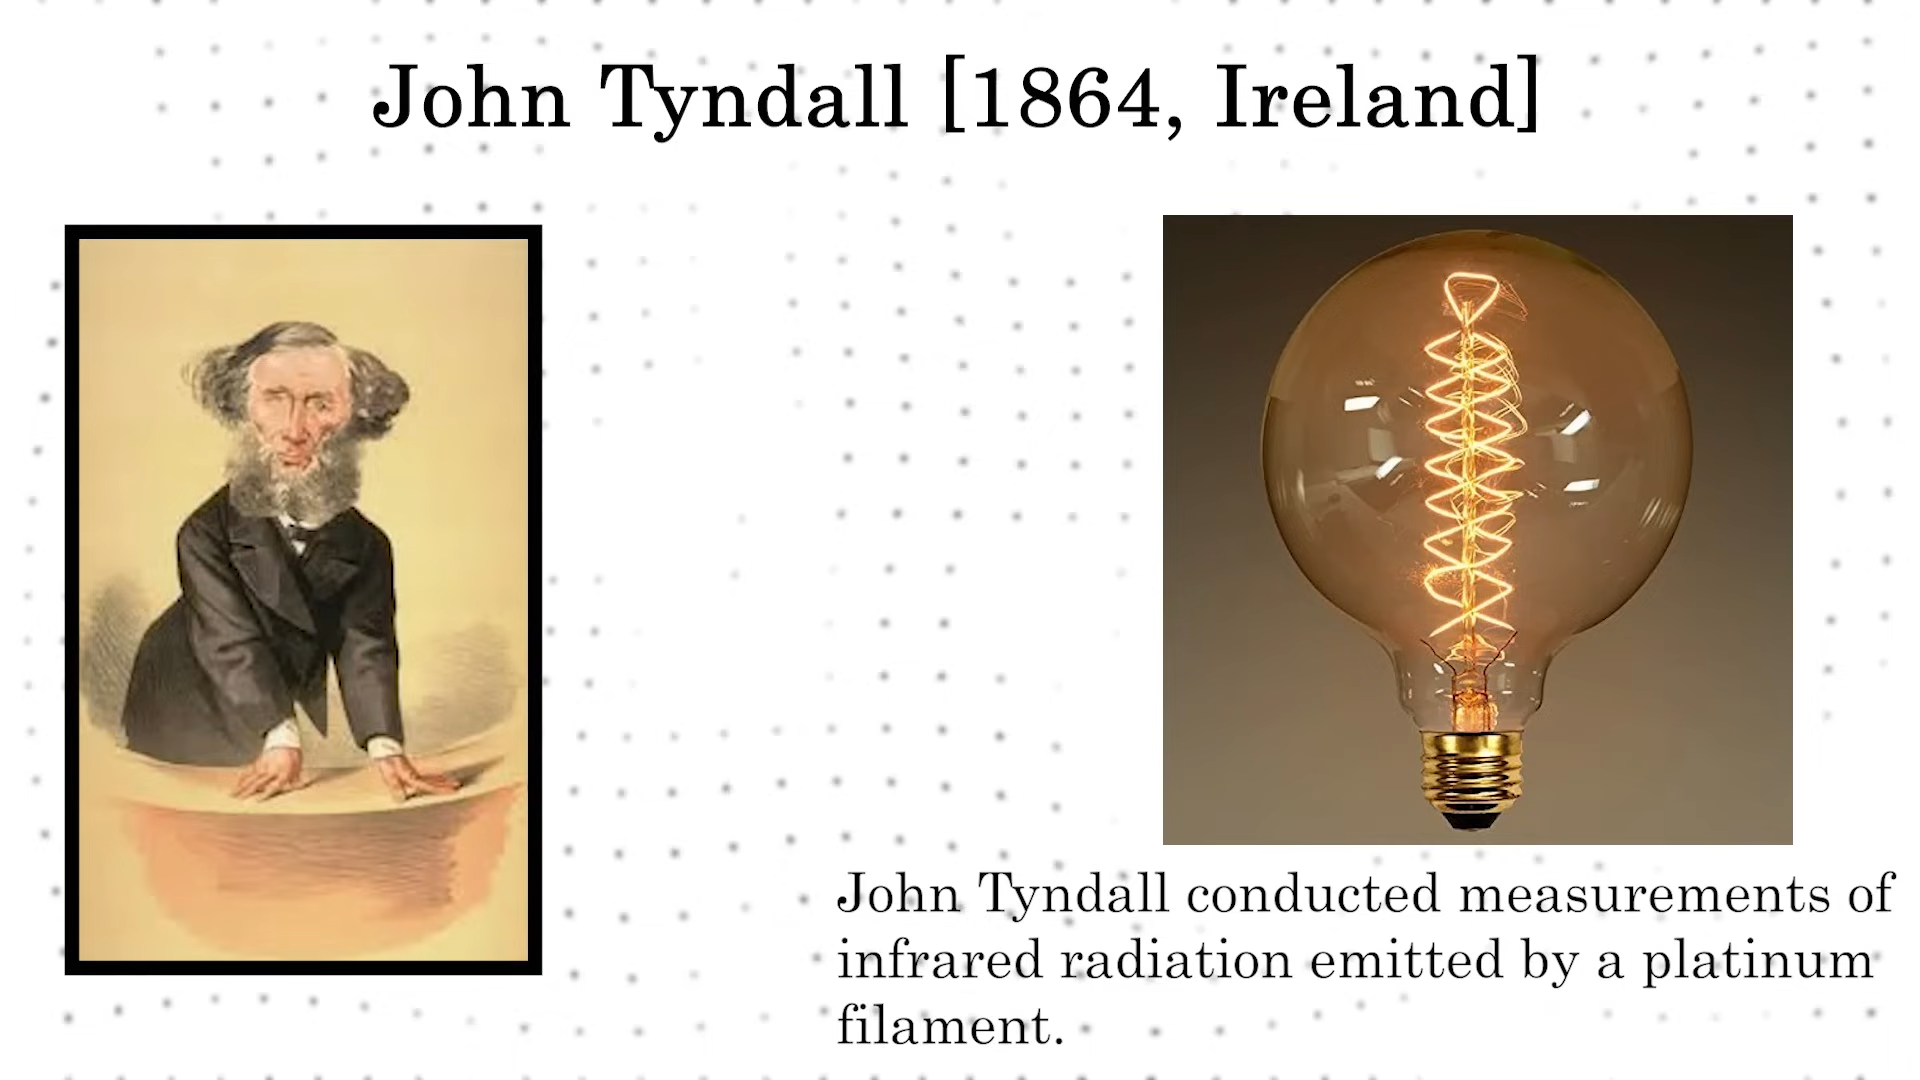 John Tyndall [1864, Ireland]
John Tyndall conducted measurements of
infrared radiation emitted by a platinum
filament.